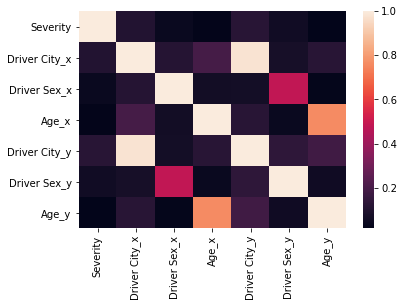 Severity
Driver City_x
Driver Sex_x
Age_x
Driver City_y
Driver Sex_y
Age_y
Severity
Driver City_x
Driver Sex_x
Age_x
Driver City_y
Driver Sex_y
Age_y
1.0
0.8
0.6
0.4
0.2